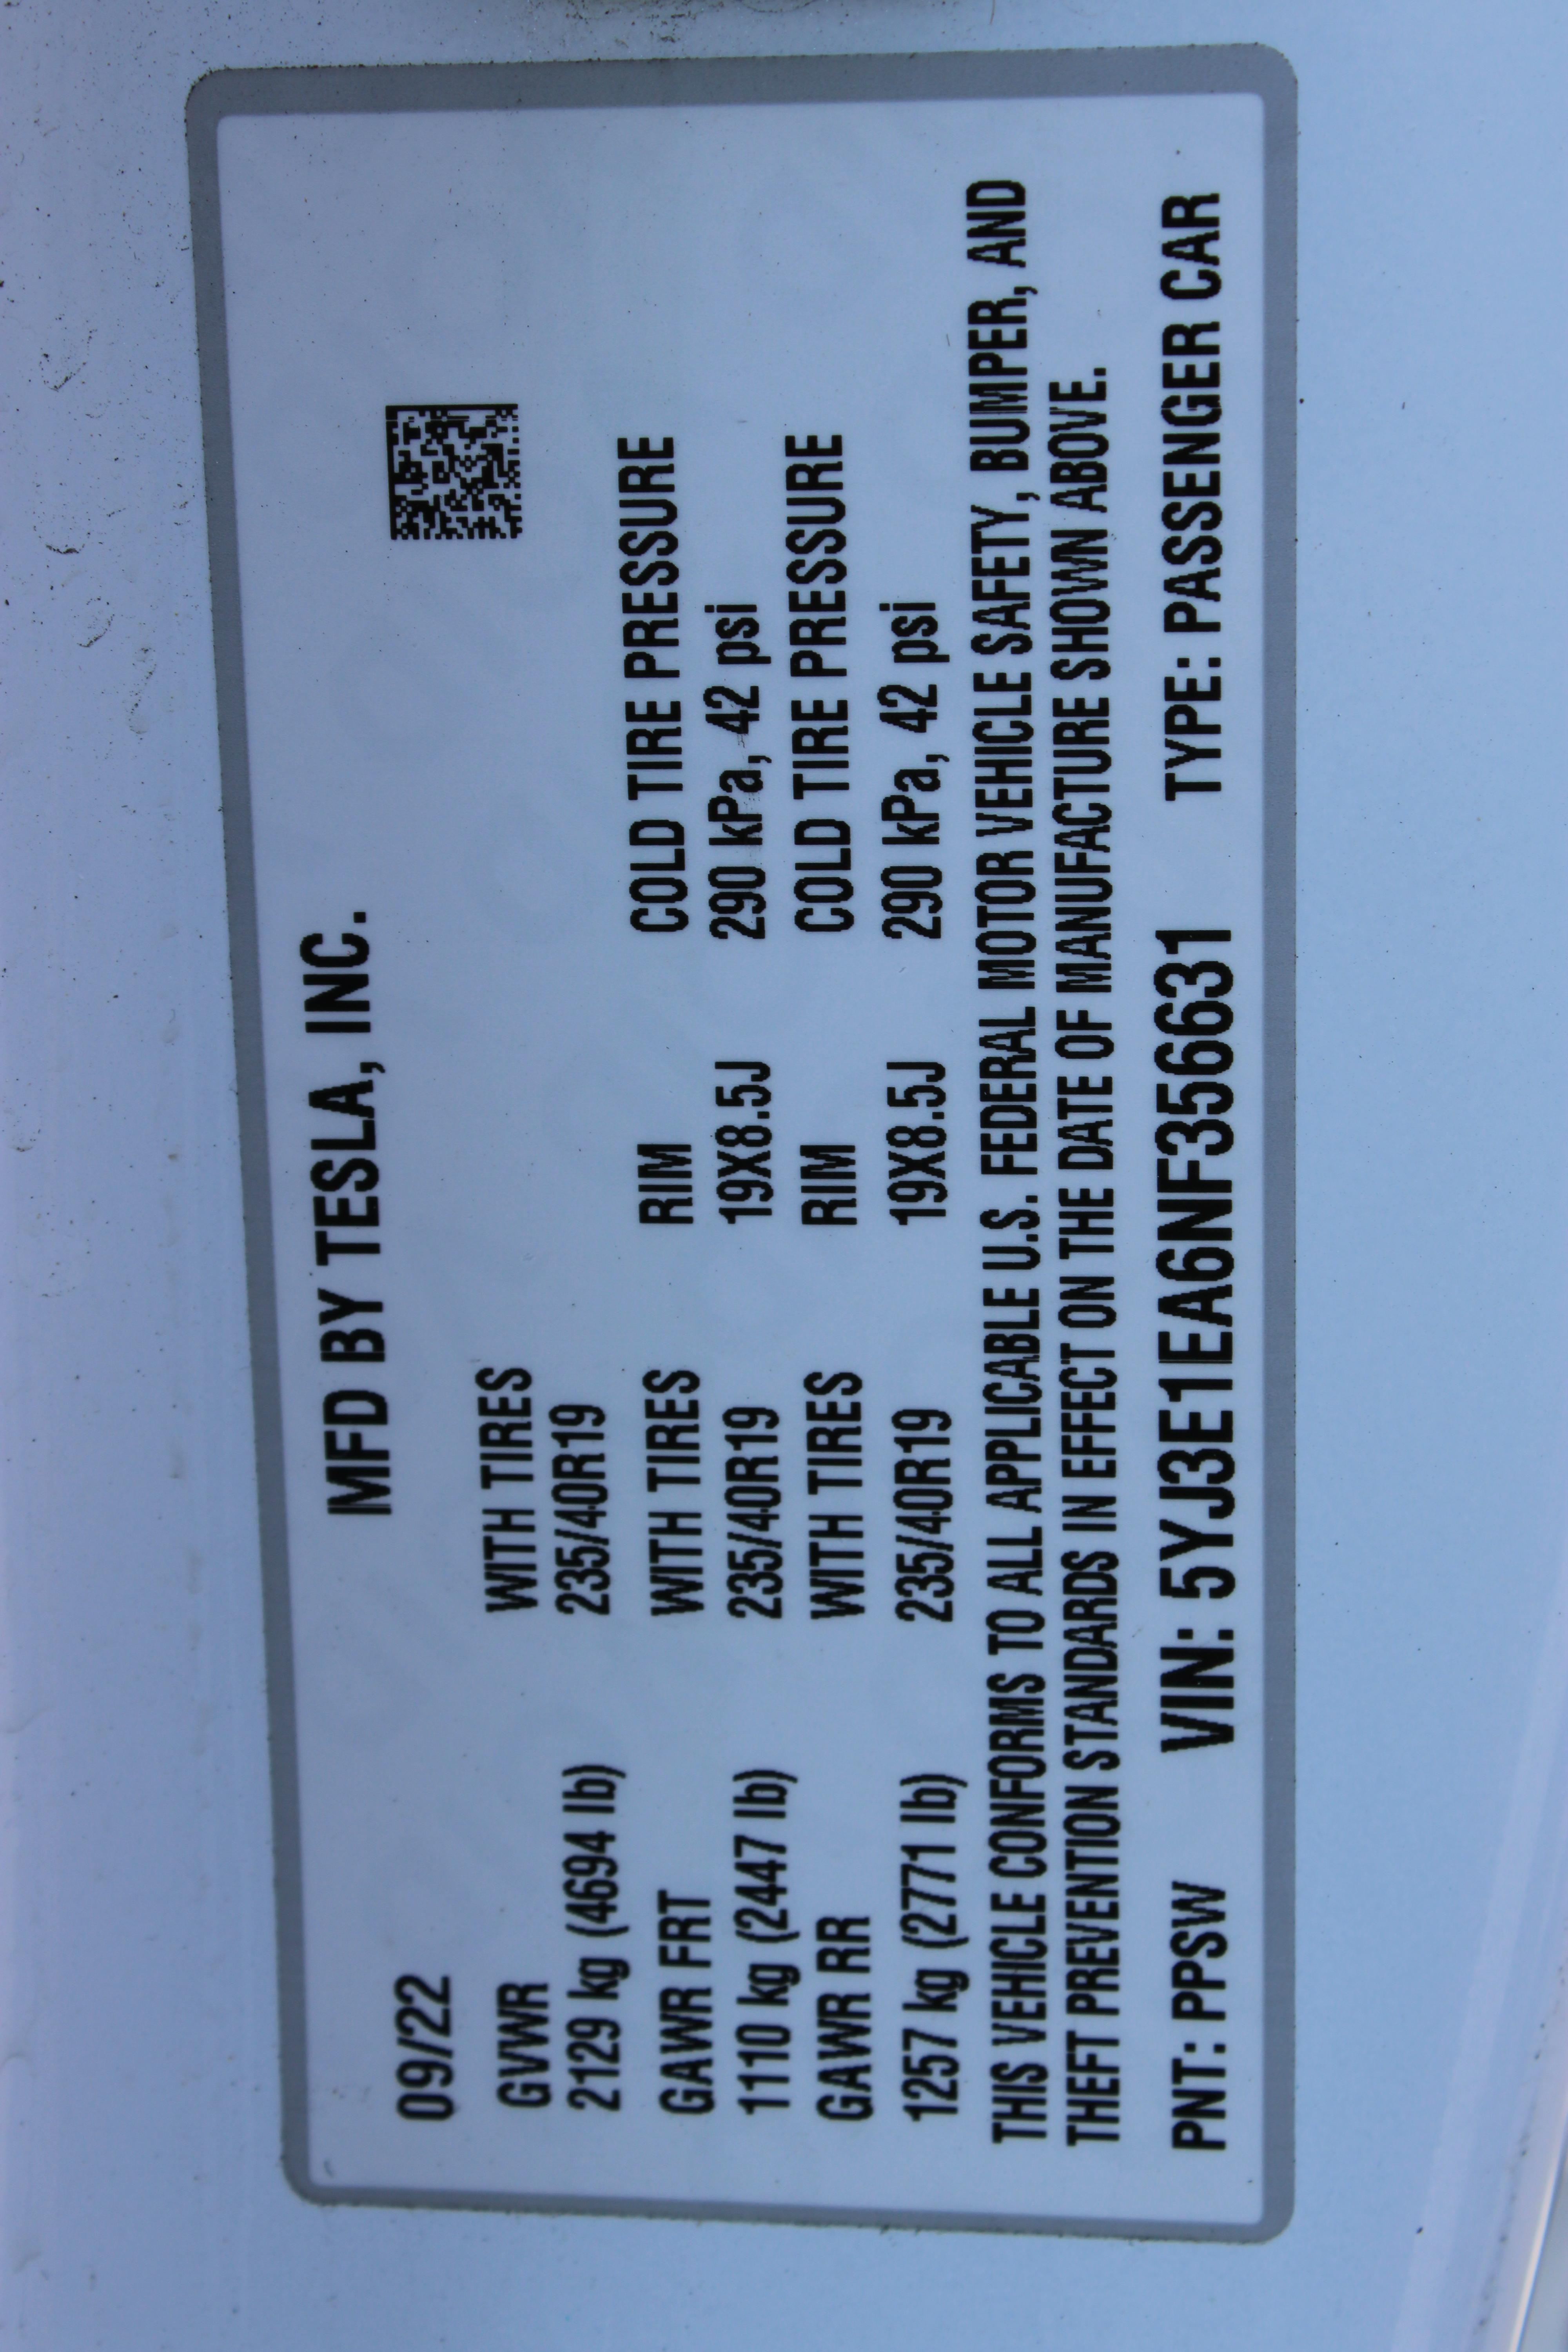 MFD BY TESLA, INC.
09/22
GVWR WITH TIRES
2129 kg (4694 lb) 235/40R19
GAWR FRT WITH TIRES RIM COLD TIRE PRESSURE
1110 kg (2447 lb) 235/40R19 19X8.5J 290 kPa, 42 psi
GAWR RR WITH TIRES RIM COLD TIRE PRESSURE
1257 kg (2771 lb) 235/40R19 19X8.5J 290 kPa, 42 psi
THIS VEHICLE CONFORMS TO ALL APPLICABLE U.S. FEDERAL MOTOR VEHICLE SAFETY, BUMPER, AND
THEFT PREVENTION STANDARDS IN EFFECT ON THE DATE OF MANUFACTURE SHOWN ABOVE.
PNT: PPSW VIN: 5YJ3E1EA6NF356631 TYPE: PASSENGER CAR